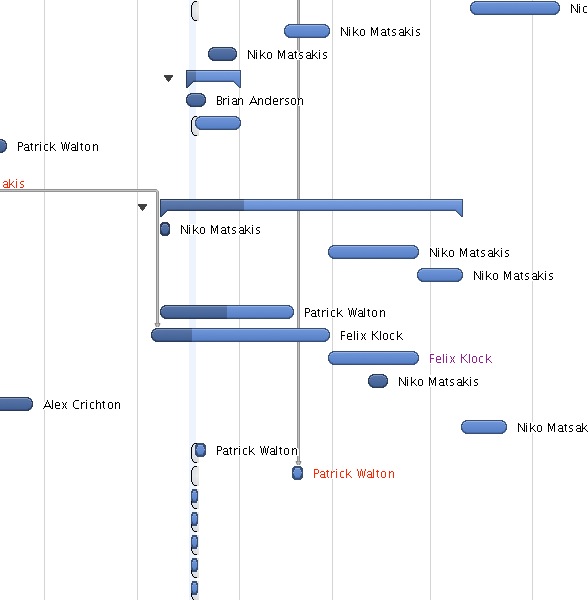 Nic
Niko Matsakis
Niko Matsakis
Brian Anderson
Patrick Walton
akis
Niko Matsakis
Niko Matsakis
Niko Matsakis
Patrick Walton
Felix Klock
Felix Klock
Niko Matsakis
Alex Crichton
Niko Matsak
Patrick Walton
Patrick Walton